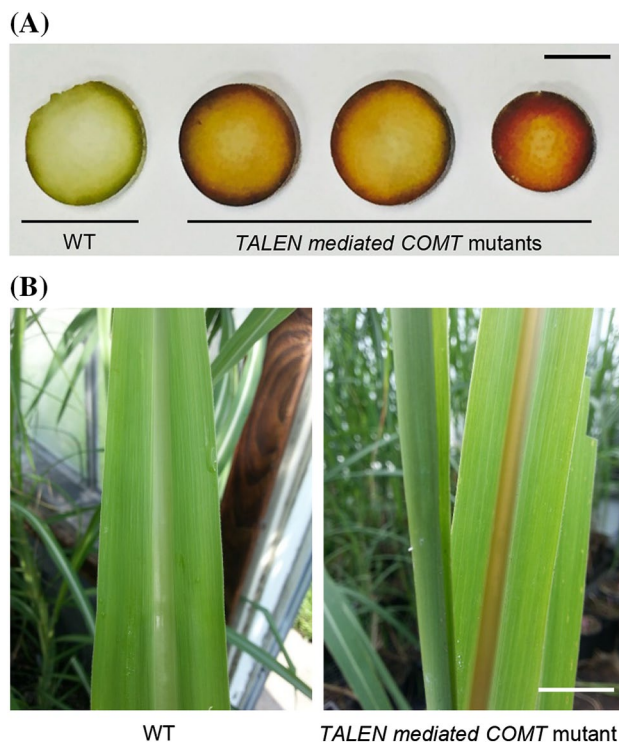 (A)
WT
TALEN mediated COMT mutants
(B)
WT
TALEN mediated COMT mutant